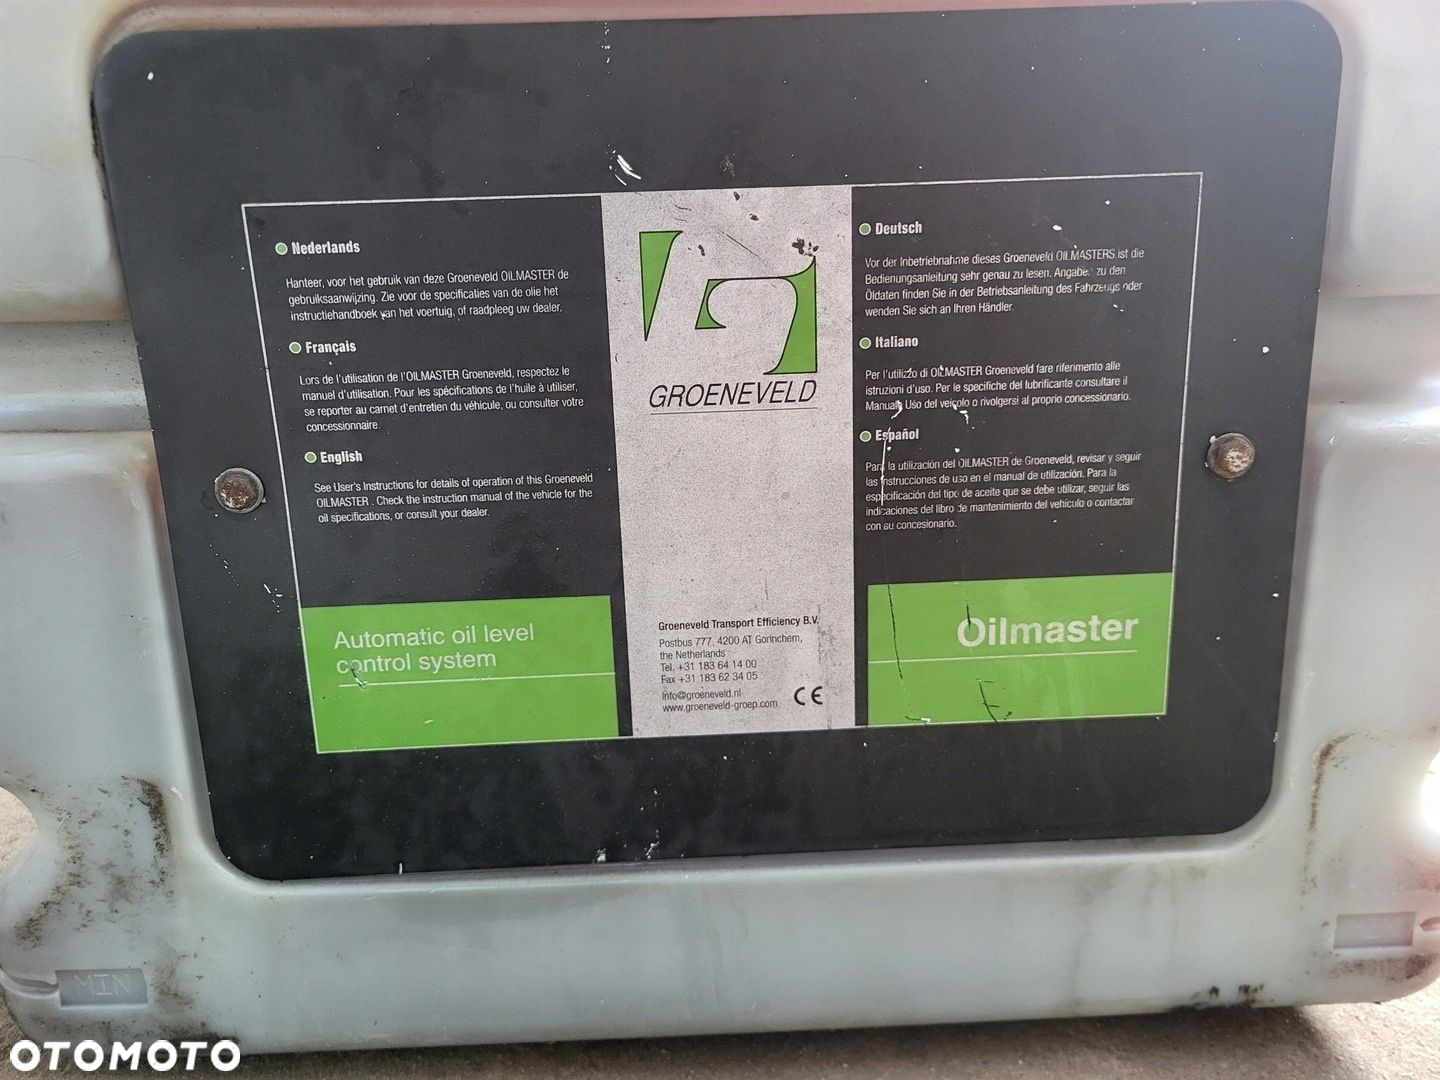 Nederlands
Hanteer, voor het gebruik van deze Groeneveld OILMASTER de
gebruiksaanwijzing. Zie voor de specificaties van de olie het
instructiehandboek van het voertuig, of raadpleeg uw dealer.
Français
Lors de l'utilisation de l'OILMASTER Groeneveld, respectez le
manuel d'utilisation. Pour les spécifications de l'huile à utiliser,
se reporter au carnet d'entretien du véhicule, ou consulter votre
concessionnaire.
English
See User's Instructions for details of operation of this Groeneveld
OILMASTER . Check the instruction manual of the vehicle for the
oil specifications, or consult your dealer.
Automatic oil level
control system
GROENEVELD
Groeneveld Transport Efficiency B.V.
Postbus 777, 4200 AT Gorinchem,
the Netherlands
Tel. +31 183 64 14 00
Fax +31 183 62 34 05
Info@groeneveld.nl
www.groeneveld-groep.com
CE
Deutsch
Vor der Inbetriebnahme dieses Groeneveld OILMASTERS ist die
Bedienungsanleitung sehr genau zu lesen. Angaben zu den
Öldaten finden Sie in der Betriebsanleitung des Fahrzeugs oder
wenden Sie sich an Ihren Händler.
Italiano
Per l'utilizzo di OILMASTER Groeneveld fare riferimento alle
istruzioni d'uso. Per le specifiche del lubrificante consultare il
Manuale Uso del veicolo o rivolgersi al proprio concessionario.
Español
Para la utilización del OILMASTER de Groeneveld, revisar y seguir
las instrucciones de uso en el manual de utilización. Para la
especificación del tipo de aceite que se debe utilizar, seguir las
indicaciones del libro de mantenimiento del vehículo o contactar
con su concesionario.
Oilmaster
MIN
OTOMOTO